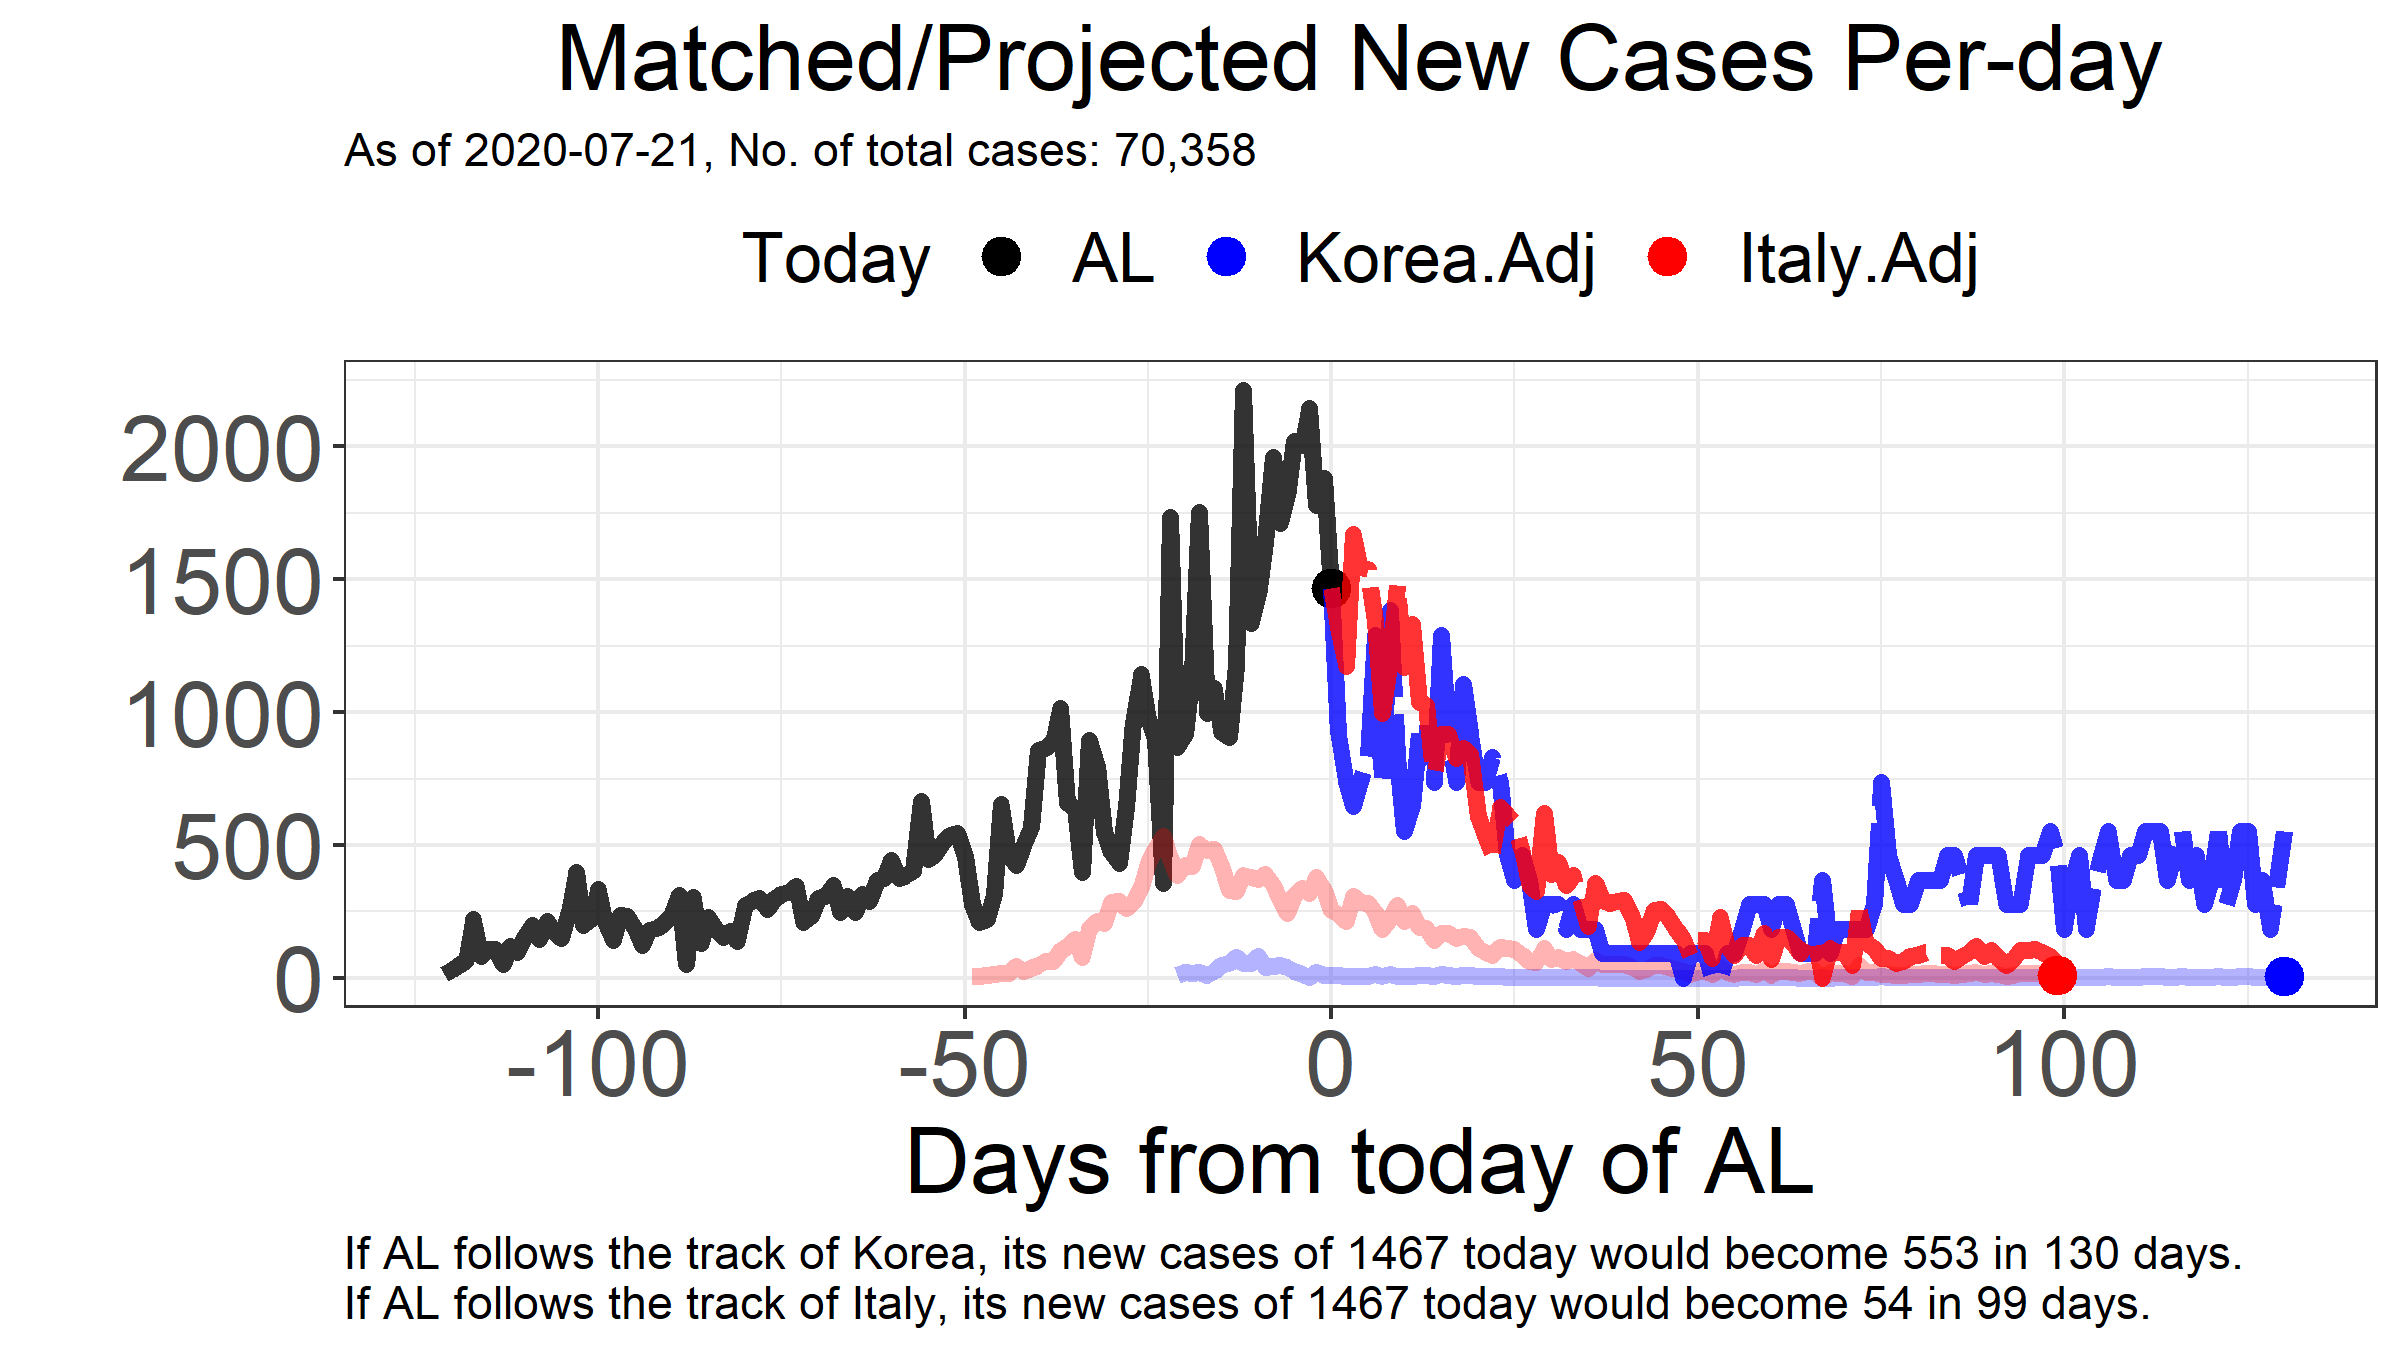 Matched/Projected New Cases Per-day
As of 2020-07-21, No. of total cases: 70,358
Today AL Korea.Adj Italy.Adj
2000
1500
1000
500
0
-100 -50 0 50 100
Days from today of AL
If AL follows the track of Korea, its new cases of 1467 today would become 553 in 130 days.
If AL follows the track of Italy, its new cases of 1467 today would become 54 in 99 days.